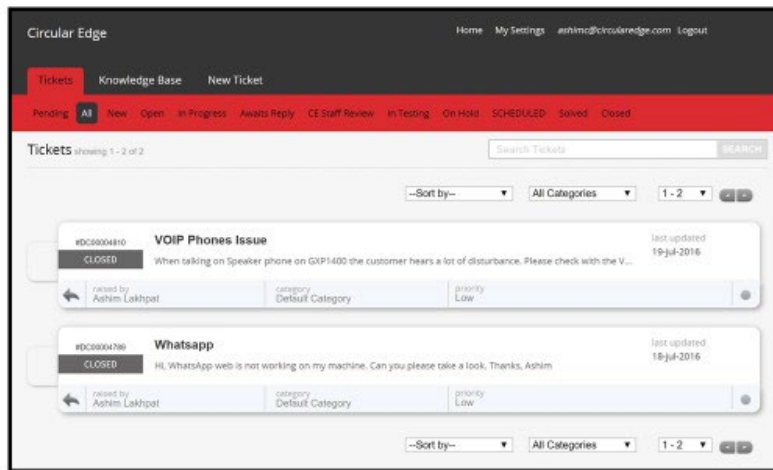 Circular Edge
Home My Settings ashimc@circularedge.com Logout
Tickets Knowledge Base New Ticket
Pending All New Open In Progress Awaits Reply CE Staff Review In Testing On Hold SCHEDULED Solved Closed
Tickets showing 1 - 2 of 2
Search Tickets SEARCH
--Sort by-- All Categories 1 - 2
#DC00004810 VOIP Phones Issue last updated
CLOSED When talking on Speaker phone on GXP1400 the customer hears a lot of disturbance. Please check with the V... 19-Jul-2016
raised by category priority
Ashim Lakhpat Default Category Low
#DC00004789 Whatsapp last updated
CLOSED Hi, WhatsApp web is not working on my machine. Can you please take a look, Thanks, Ashim 18-Jul-2016
raised by category priority
Ashim Lakhpat Default Category Low
--Sort by-- All Categories 1 - 2